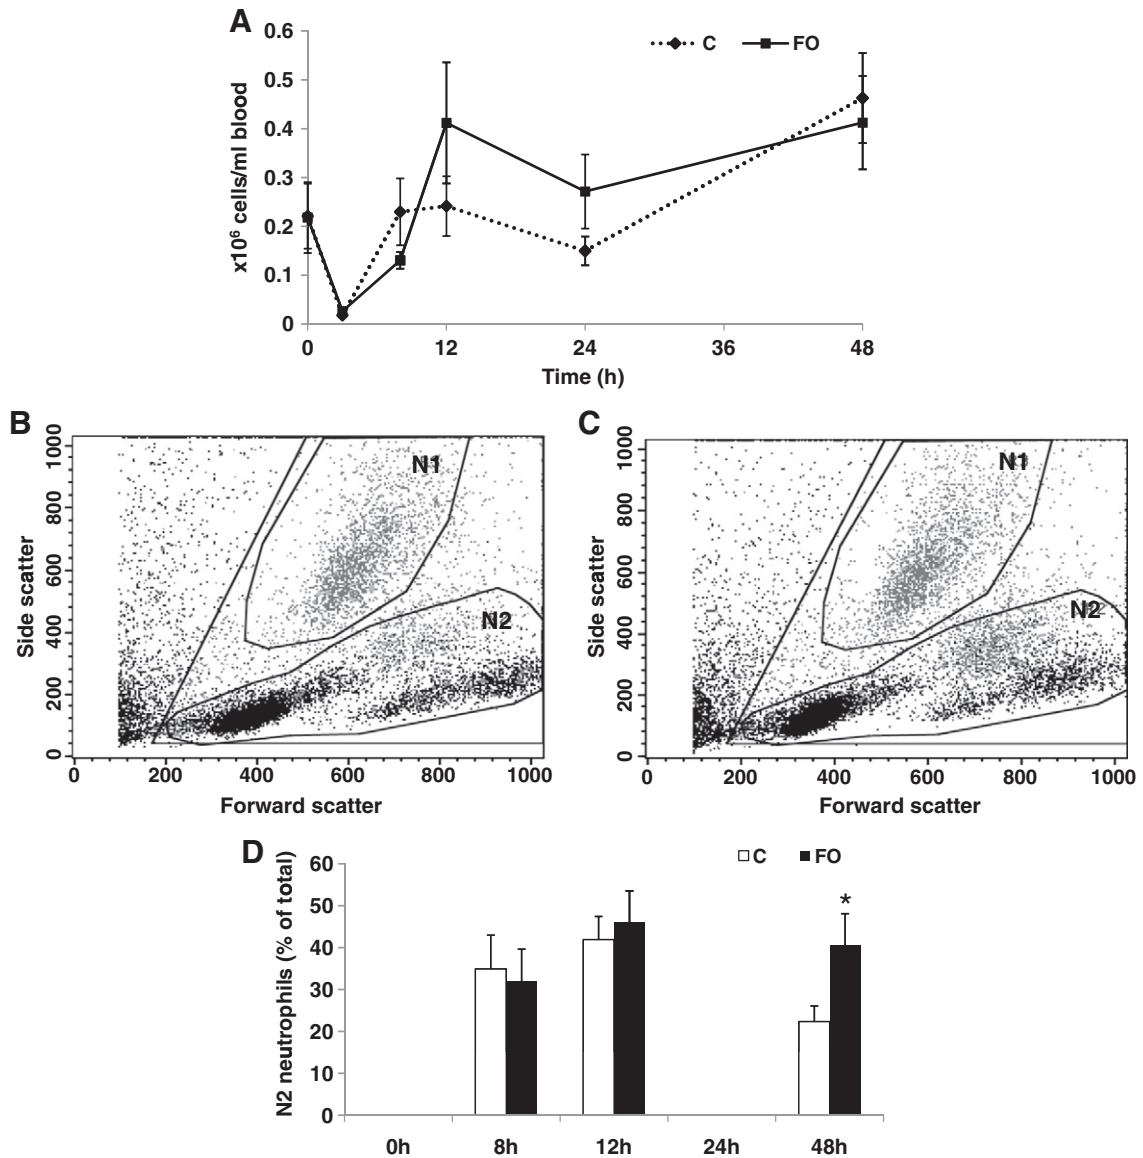 A
C FO
x10⁶ cells/ml blood
0.6
0.5
0.4
0.3
0.2
0.1
0
0 12 24 36 48
Time (h)
B
Side scatter
1000
800
600
400
200
0
N1
N2
0 200 400 600 800 1000
Forward scatter
C
Side scatter
1000
800
600
400
200
0
N1
N2
0 200 400 600 800 1000
Forward scatter
D
C FO
N2 neutrophils (% of total)
60
50
40
30
20
10
0
*
0h 8h 12h 24h 48h